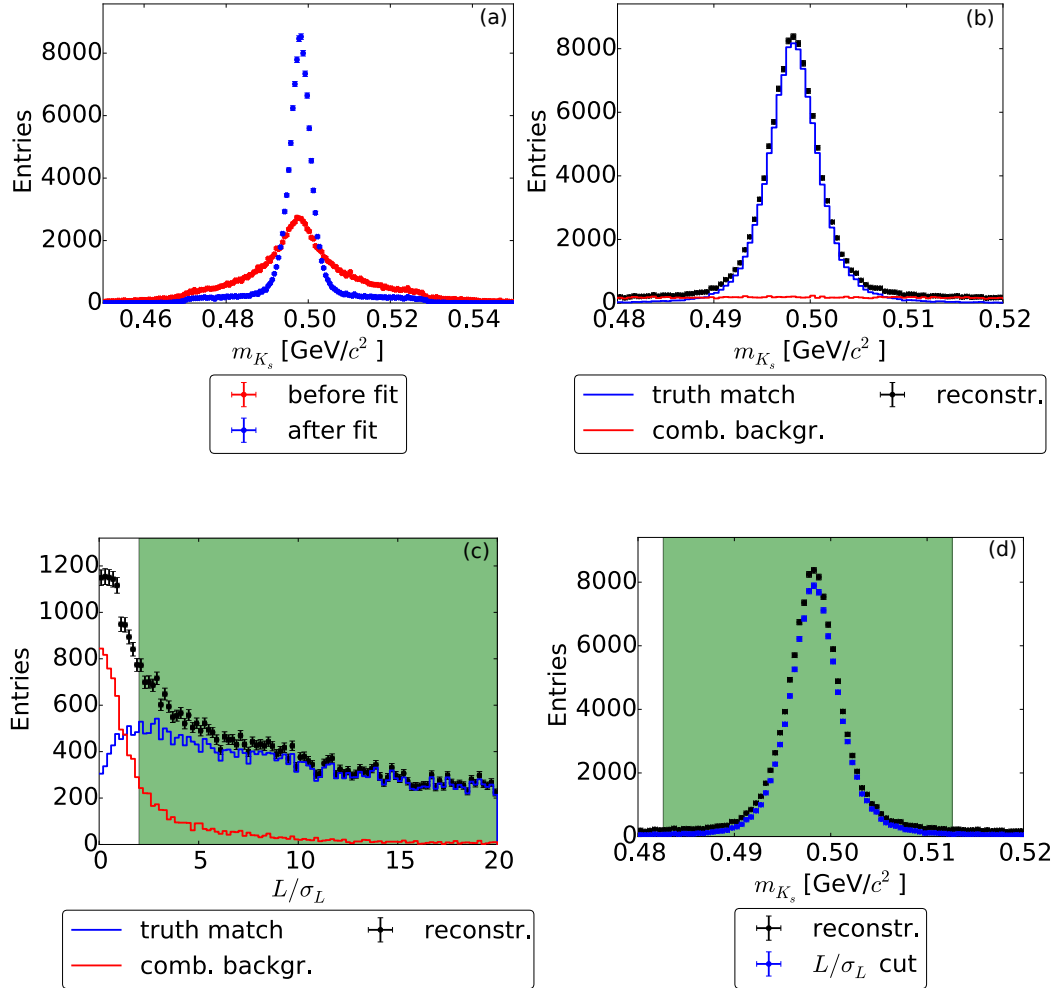 (a)
Entries
8000
6000
4000
2000
0
0.46 0.48 0.50 0.52 0.54
m_{K_s} [GeV/c^2 ]
before fit
after fit
(b)
Entries
8000
6000
4000
2000
0
0.48 0.49 0.50 0.51 0.52
m_{K_s} [GeV/c^2 ]
truth match reconstr.
comb. backgr.
(c)
Entries
1200
1000
800
600
400
200
0
0 5 10 15 20
L/σ_L
truth match reconstr.
comb. backgr.
(d)
Entries
8000
6000
4000
2000
0
0.48 0.49 0.50 0.51 0.52
m_{K_s} [GeV/c^2 ]
reconstr.
L/σ_L cut